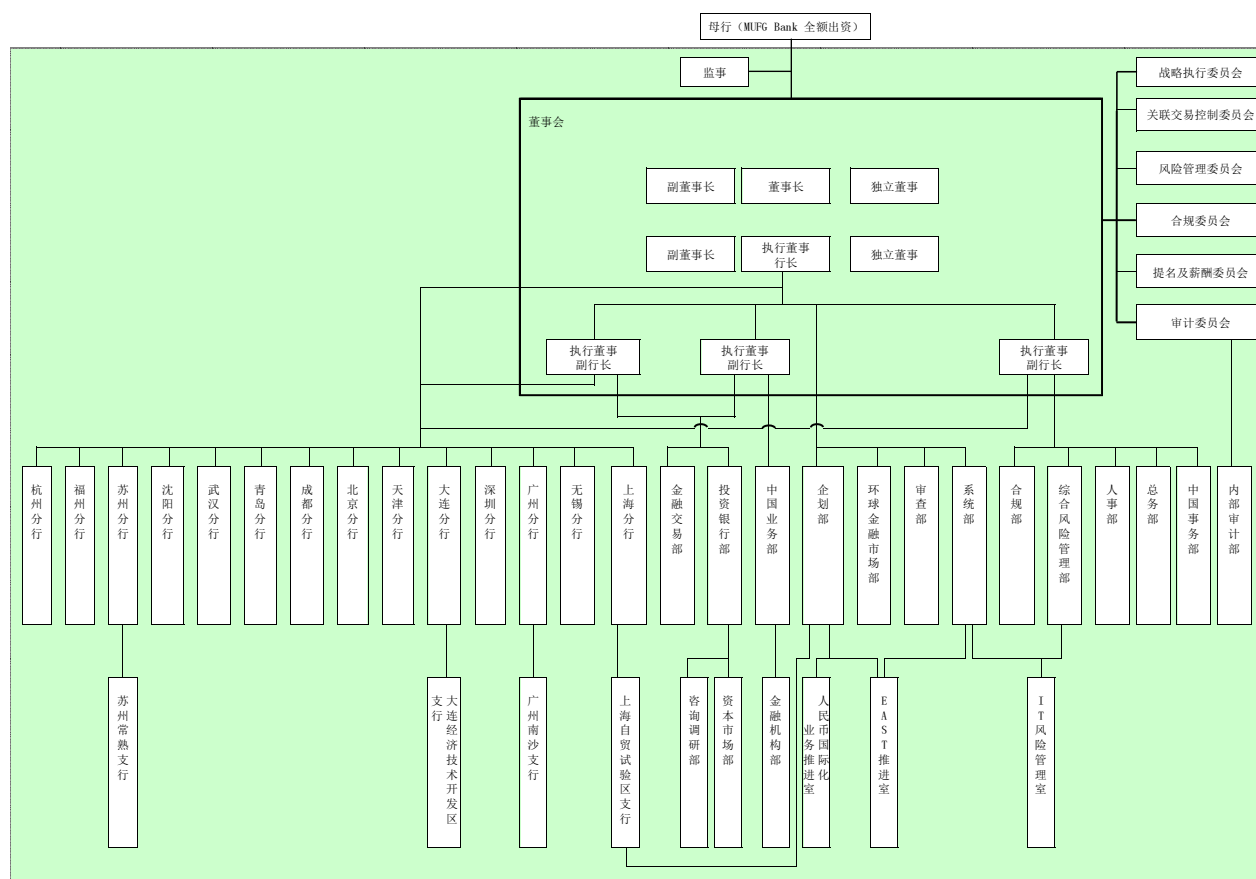 母行（MUFG Bank 全额出资）
监事
战略执行委员会
关联交易控制委员会
董事会
风险管理委员会
副董事长
董事长
独立董事
合规委员会
副董事长
执行董事
行长
独立董事
提名及薪酬委员会
审计委员会
执行董事
副行长
执行董事
副行长
执行董事
副行长
杭州分行
福州分行
苏州分行
沈阳分行
武汉分行
青岛分行
成都分行
北京分行
天津分行
大连分行
深圳分行
广州分行
无锡分行
上海分行
金融交易部
投资银行部
中国业务部
企划部
环球金融市场部
审查部
系统部
合规部
综合风险管理部
人事部
总务部
中国事务部
内部审计部
苏州常熟支行
大连经济技术开发区
支行
广州南沙支行
上海自贸试验区支行
咨询调研部
资本市场部
金融机构部
人民币国际化
业务推进室
EAST推进室
IT风险管理室